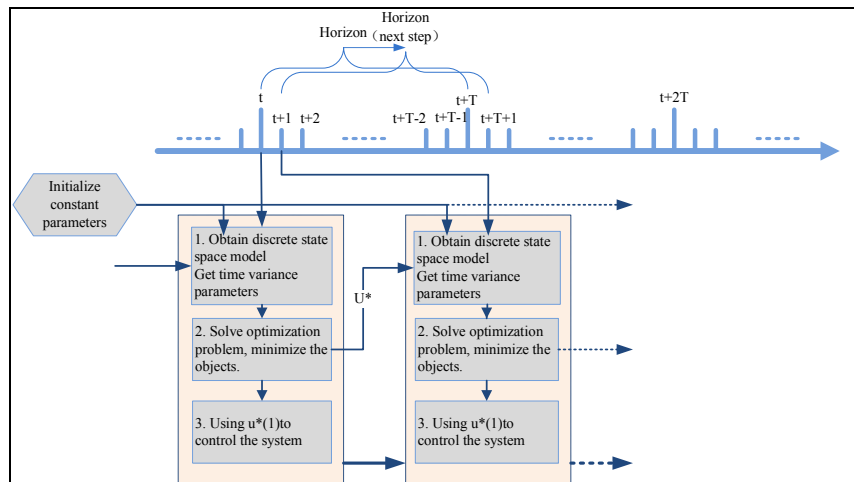 Horizon
Horizon（next step）
t
t+1
t+2
t+T-2
t+T-1
t+T
t+T+1
t+2T
Initialize
constant
parameters
1. Obtain discrete state
space model
Get time variance
parameters
2. Solve optimization
problem, minimize the
objects.
3. Using u*(1)to
control the system
U*
1. Obtain discrete state
space model
Get time variance
parameters
2. Solve optimization
problem, minimize the
objects.
3. Using u*(1)to
control the system